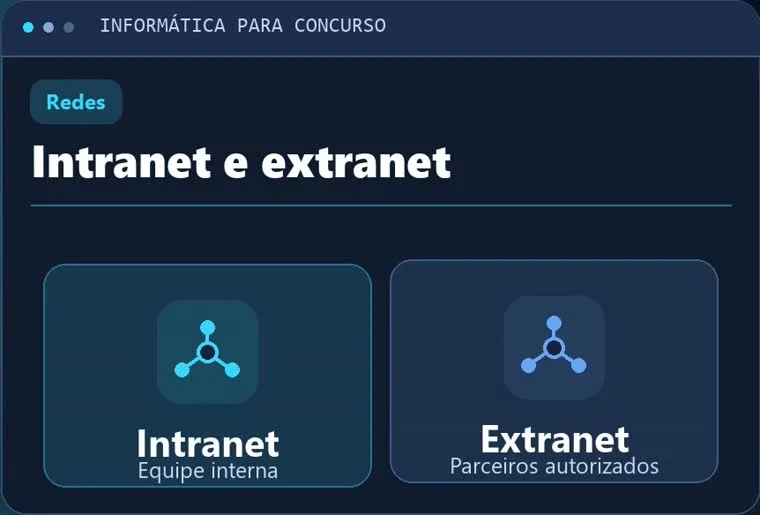 INFORMÁTICA PARA CONCURSO
Redes
Intranet e extranet
Intranet
Equipe interna
Extranet
Parceiros autorizados